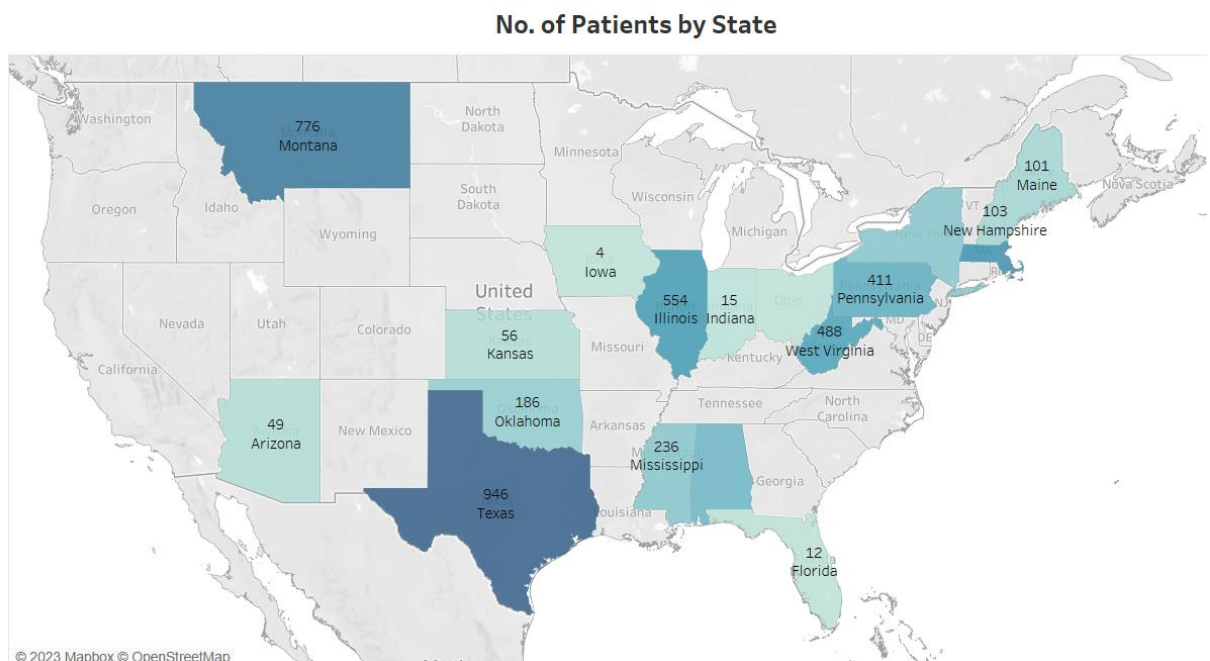 No. of Patients by State
Washington
776
Montana
North
Dakota
Minnesota
101
Maine
Nova Scotia
Oregon
Idaho
South
Dakota
Wisconsin
VT
103
New Hampshire
Wyoming
Michigan
New York
MA
4
Iowa
411
Pennsylvania
NJ
Nevada
Utah
United
States
554
Illinois
15
Indiana
Ohio
MD
DE
Colorado
56
Kansas
Missouri
488
West Virginia
California
Kentucky
49
Arizona
New Mexico
186
Oklahoma
Arkansas
Tennessee
North
Carolina
236
Mississippi
Georgia
946
Texas
Louisiana
12
Florida
© 2023 Mapbox © OpenStreetMap